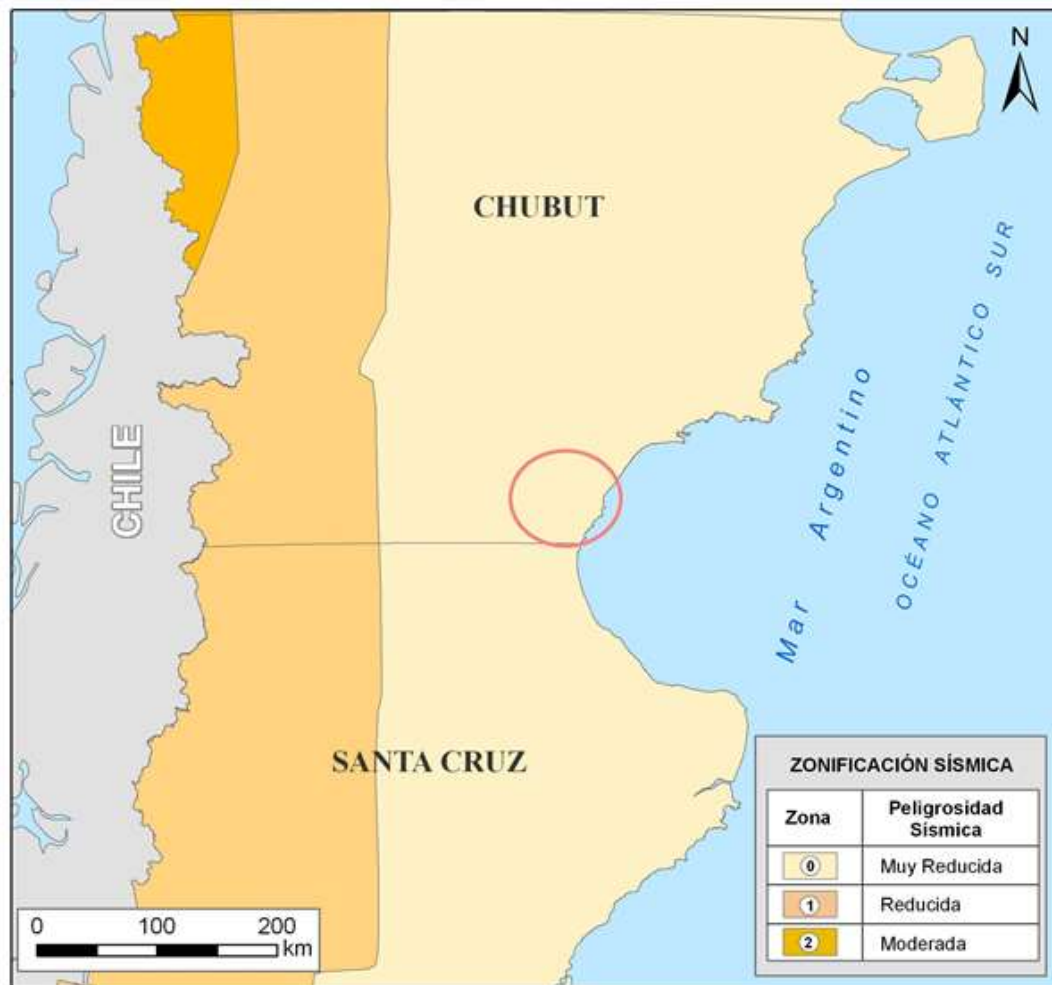 N
CHUBUT
CHILE
Mar Argentino
OCÉANO ATLÁNTICO SUR
SANTA CRUZ
ZONIFICACIÓN SÍSMICA
Zona
Peligrosidad
Sísmica
0
Muy Reducida
1
Reducida
2
Moderada
0 100 200
km